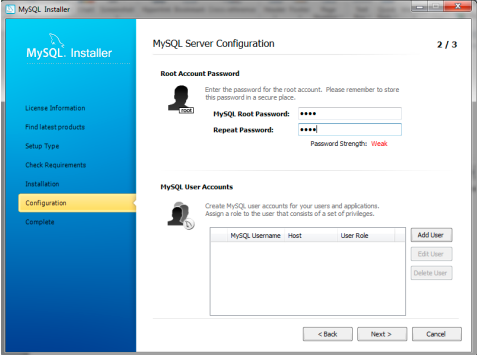 MySQL Installer
MySQL Installer
MySQL Server Configuration
2 / 3
License Information
Find latest products
Setup Type
Check Requirements
Installation
Configuration
Complete
Root Account Password
Enter the password for the root account. Please remember to store
this password in a secure place.
root
MySQL Root Password: ••••
Repeat Password: ••••
Password Strength: Weak
MySQL User Accounts
Create MySQL user accounts for your users and applications.
Assign a role to the user that consists of a set of privileges.
MySQL Username Host User Role
Add User
Edit User
Delete User
< Back Next > Cancel